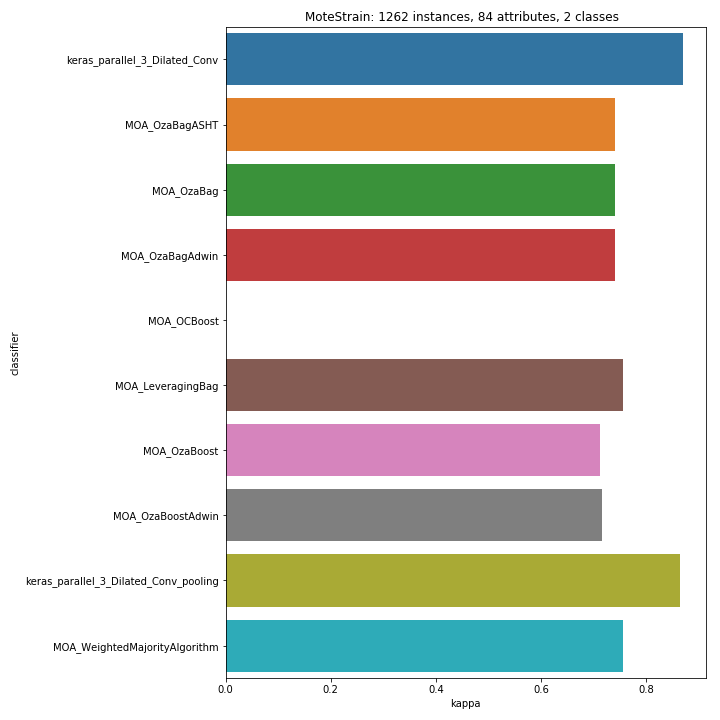 MoteStrain: 1262 instances, 84 attributes, 2 classes
classifier
keras_parallel_3_Dilated_Conv
MOA_OzaBagASHT
MOA_OzaBag
MOA_OzaBagAdwin
MOA_OCBoost
MOA_LeveragingBag
MOA_OzaBoost
MOA_OzaBoostAdwin
keras_parallel_3_Dilated_Conv_pooling
MOA_WeightedMajorityAlgorithm
0.0 0.2 0.4 0.6 0.8
kappa